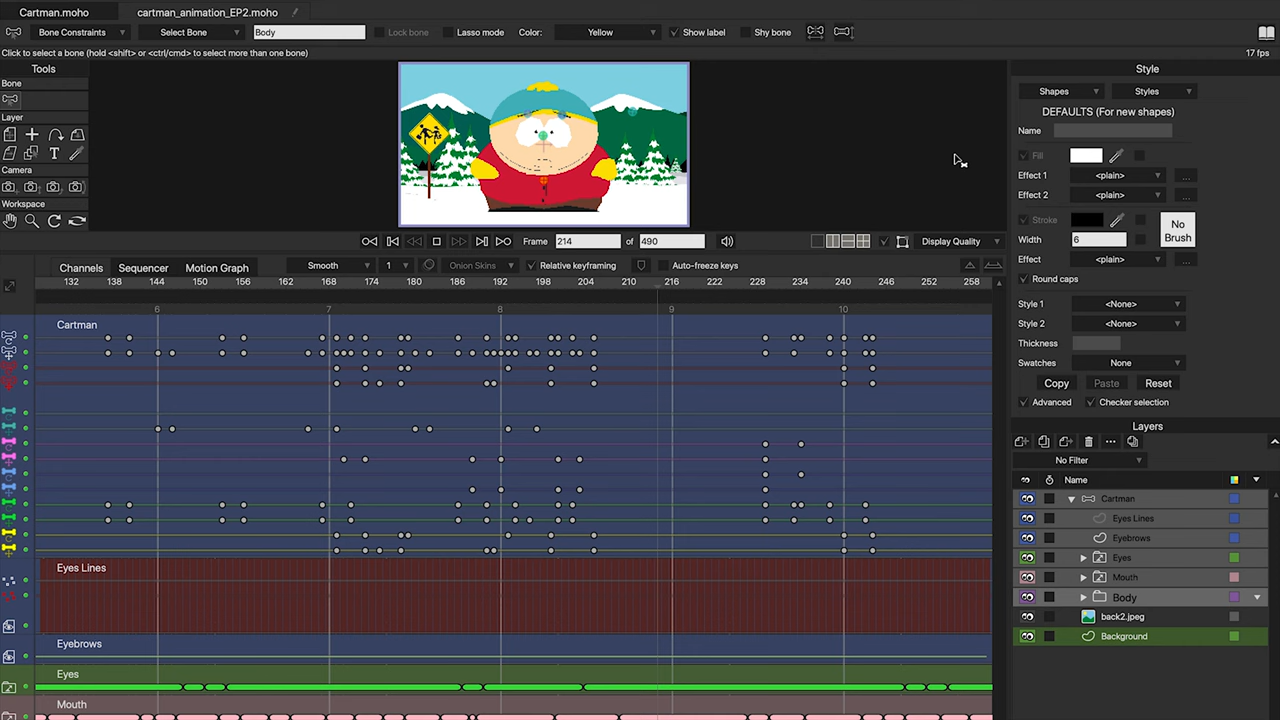 Cartman.moho cartman_animation_EP2.moho
Bone Constraints Select Bone Body Lock bone Lasso mode Color: Yellow Show label Shy bone
Click to select a bone (hold <shift> or <ctrl/cmd> to select more than one bone) 17 fps
Tools
Bone
Layer
T
Camera
Workspace
Style
Shapes Styles
DEFAULTS (For new shapes)
Name
Fill
Effect 1 <plain> ...
Effect 2 <plain> ...
Stroke
Width 6
No Brush
Effect <plain> ...
Round caps
Style 1 <None>
Style 2 <None>
Thickness
Swatches None
Copy Paste Reset
Advanced Checker selection
Frame 214 of 490 Display Quality
Channels Sequencer Motion Graph Smooth 1 Onion Skins Relative keyframing Auto-freeze keys
132 138 144 150 156 162 168 174 180 186 192 198 204 210 216 222 228 234 240 246 252 258
6 7 8 9 10
Cartman
Eyes Lines
Eyebrows
Eyes
Mouth
Layers
No Filter
Name
Cartman
Eyes Lines
Eyebrows
Eyes
Mouth
Body
back2.jpeg
Background